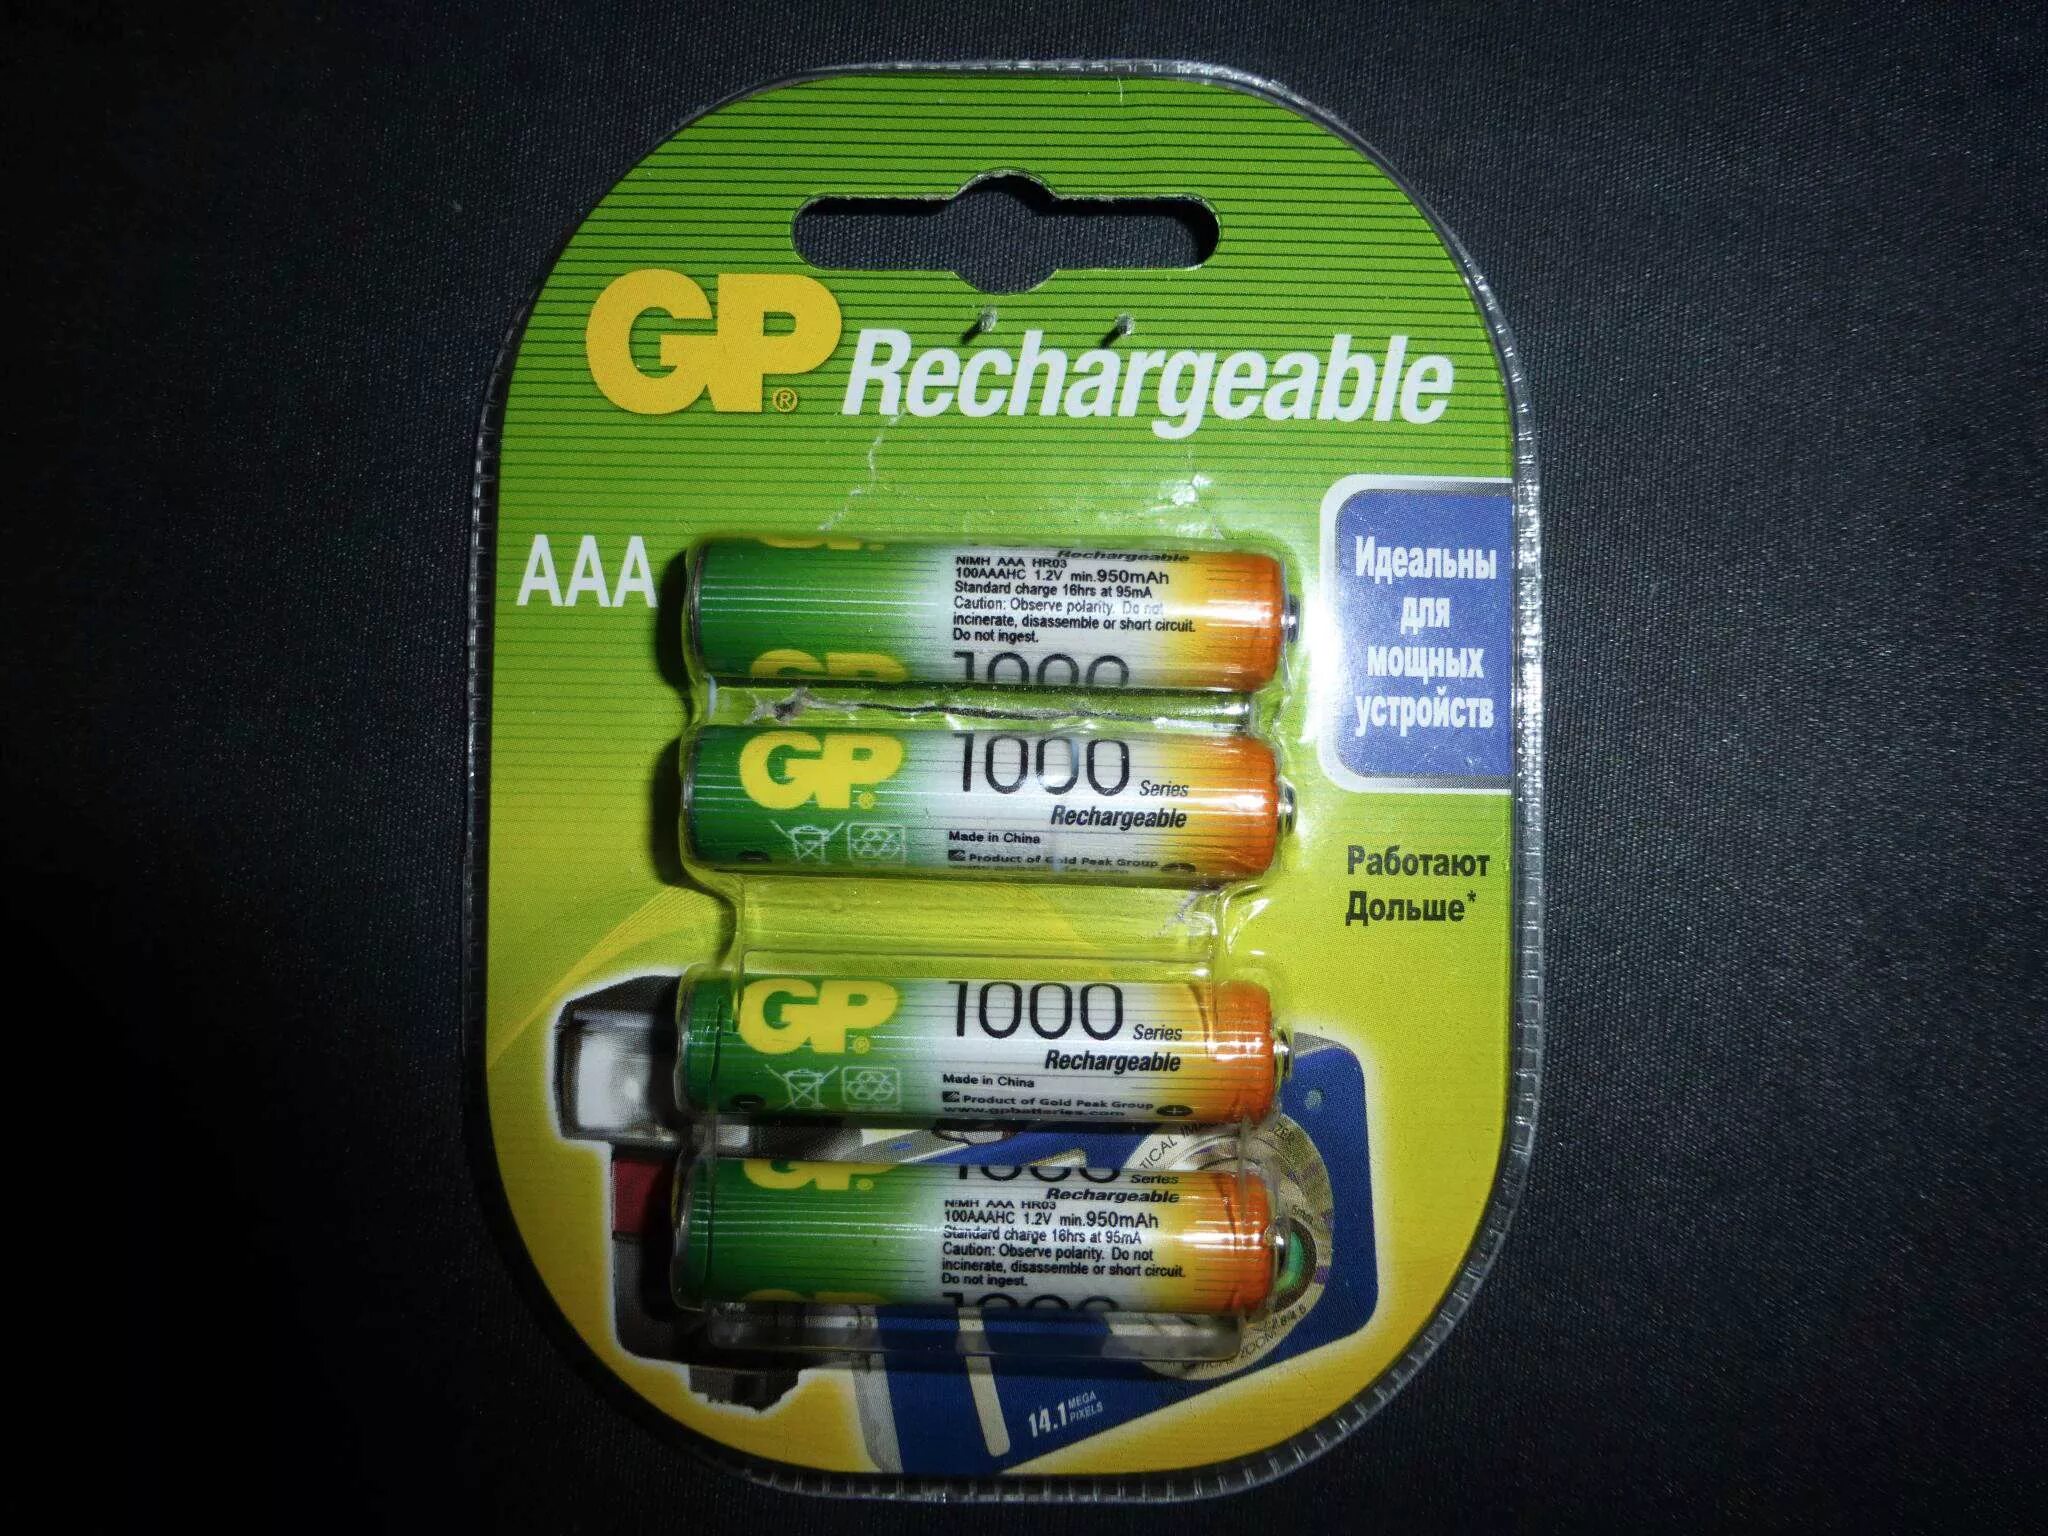 GP® Rechargeable
AAA
Идеальны
для
мощных
устройств
Работают
Дольше*
Rechargeable
NiMH AAA HR03
100AAAHC 1.2V min.950mAh
Standard charge 16hrs at 95mA
Caution: Observe polarity. Do not
incinerate, disassemble or short circuit.
Do not ingest.
GP 1000
GP® 1000 Series
Rechargeable
Made in China
Product of Gold Peak Group
GP® 1000 Series
Rechargeable
Made in China
Product of Gold Peak Group
www.gpbatteries.com
GP® 1000 Series
Rechargeable
NiMH AAA HR03
100AAAHC 1.2V min.950mAh
Standard charge 16hrs at 95mA
Caution: Observe polarity. Do not
incinerate, disassemble or short circuit.
Do not ingest.
1000
14.1 MEGA
PIXELS